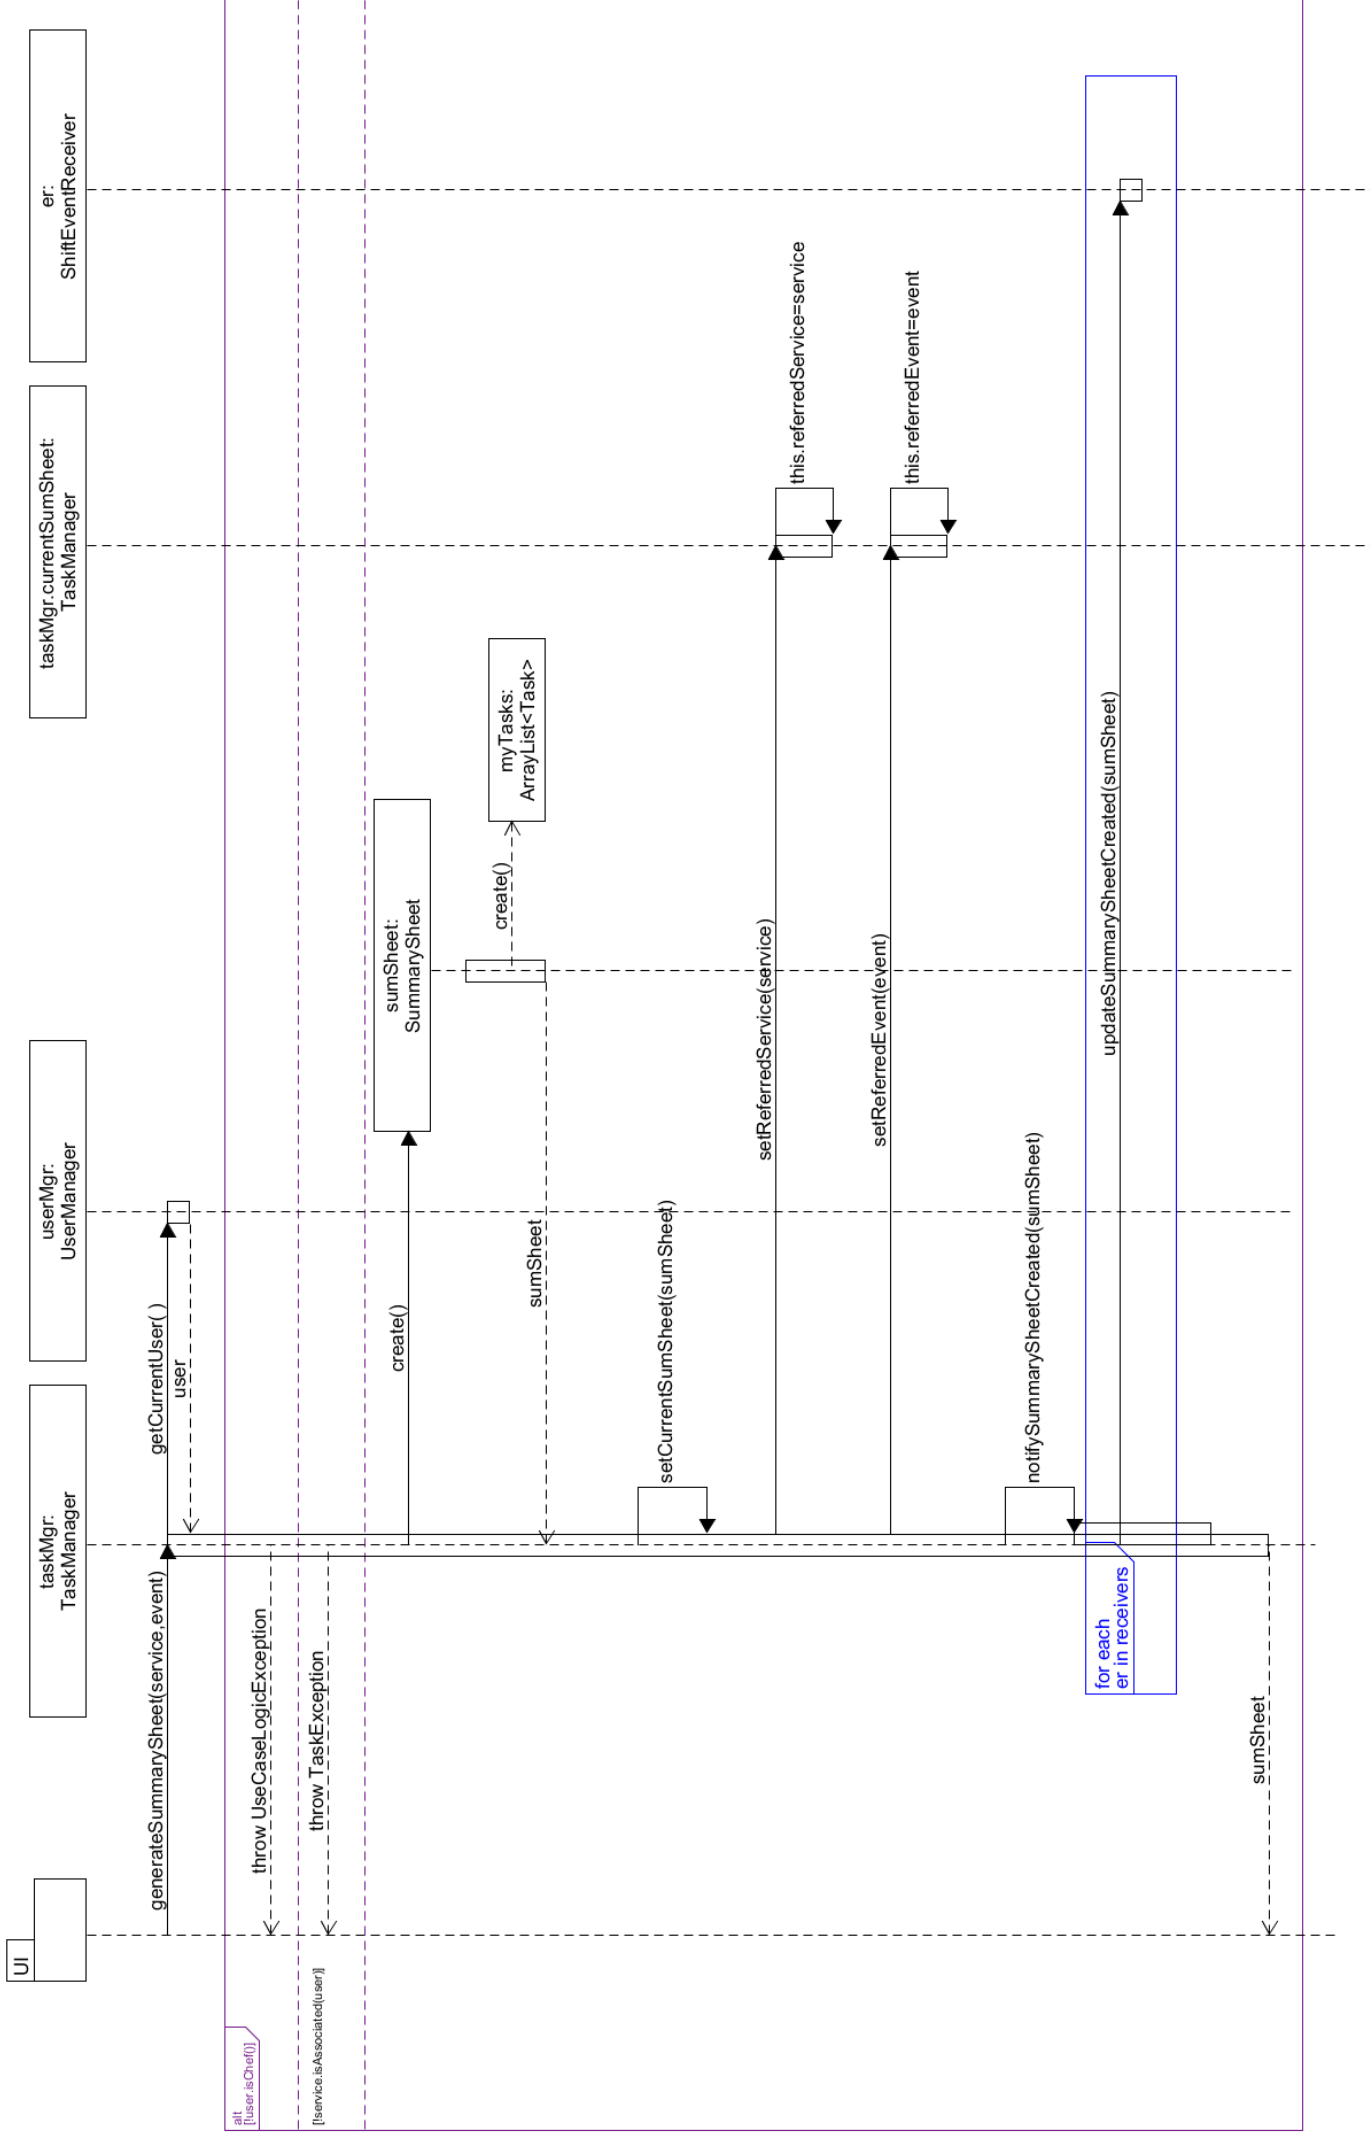 UI
taskMgr:
TaskManager
userMgr:
UserManager
taskMgr.currentSumSheet:
TaskManager
er:
ShiftEventReceiver
generateSummarySheet(service,event)
getCurrentUser( )
user
alt
[!user.isChef()]
throw UseCaseLogicException
[!service.isAssociated(user)]
throw TaskException
create()
sumSheet:
SummarySheet
create()
myTasks:
ArrayList<Task>
sumSheet
setCurrentSumSheet(sumSheet)
setReferredService(service)
this.referredService=service
setReferredEvent(event)
this.referredEvent=event
notifySummarySheetCreated(sumSheet)
for each
er in receivers
updateSummarySheetCreated(sumSheet)
sumSheet